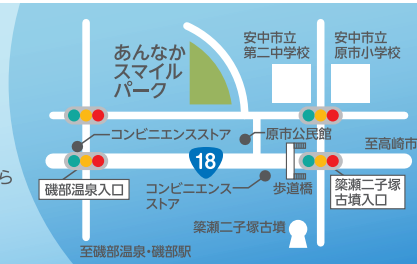 あんなか
スマイル
パーク
安中市立
第二中学校
安中市立
原市小学校
コンビニエンスストア
原市公民館
至高崎市
18
ら
磯部温泉入口
コンビニエンス
ストア
歩道橋
簗瀬二子塚
古墳入口
簗瀬二子塚古墳
至磯部温泉・磯部駅